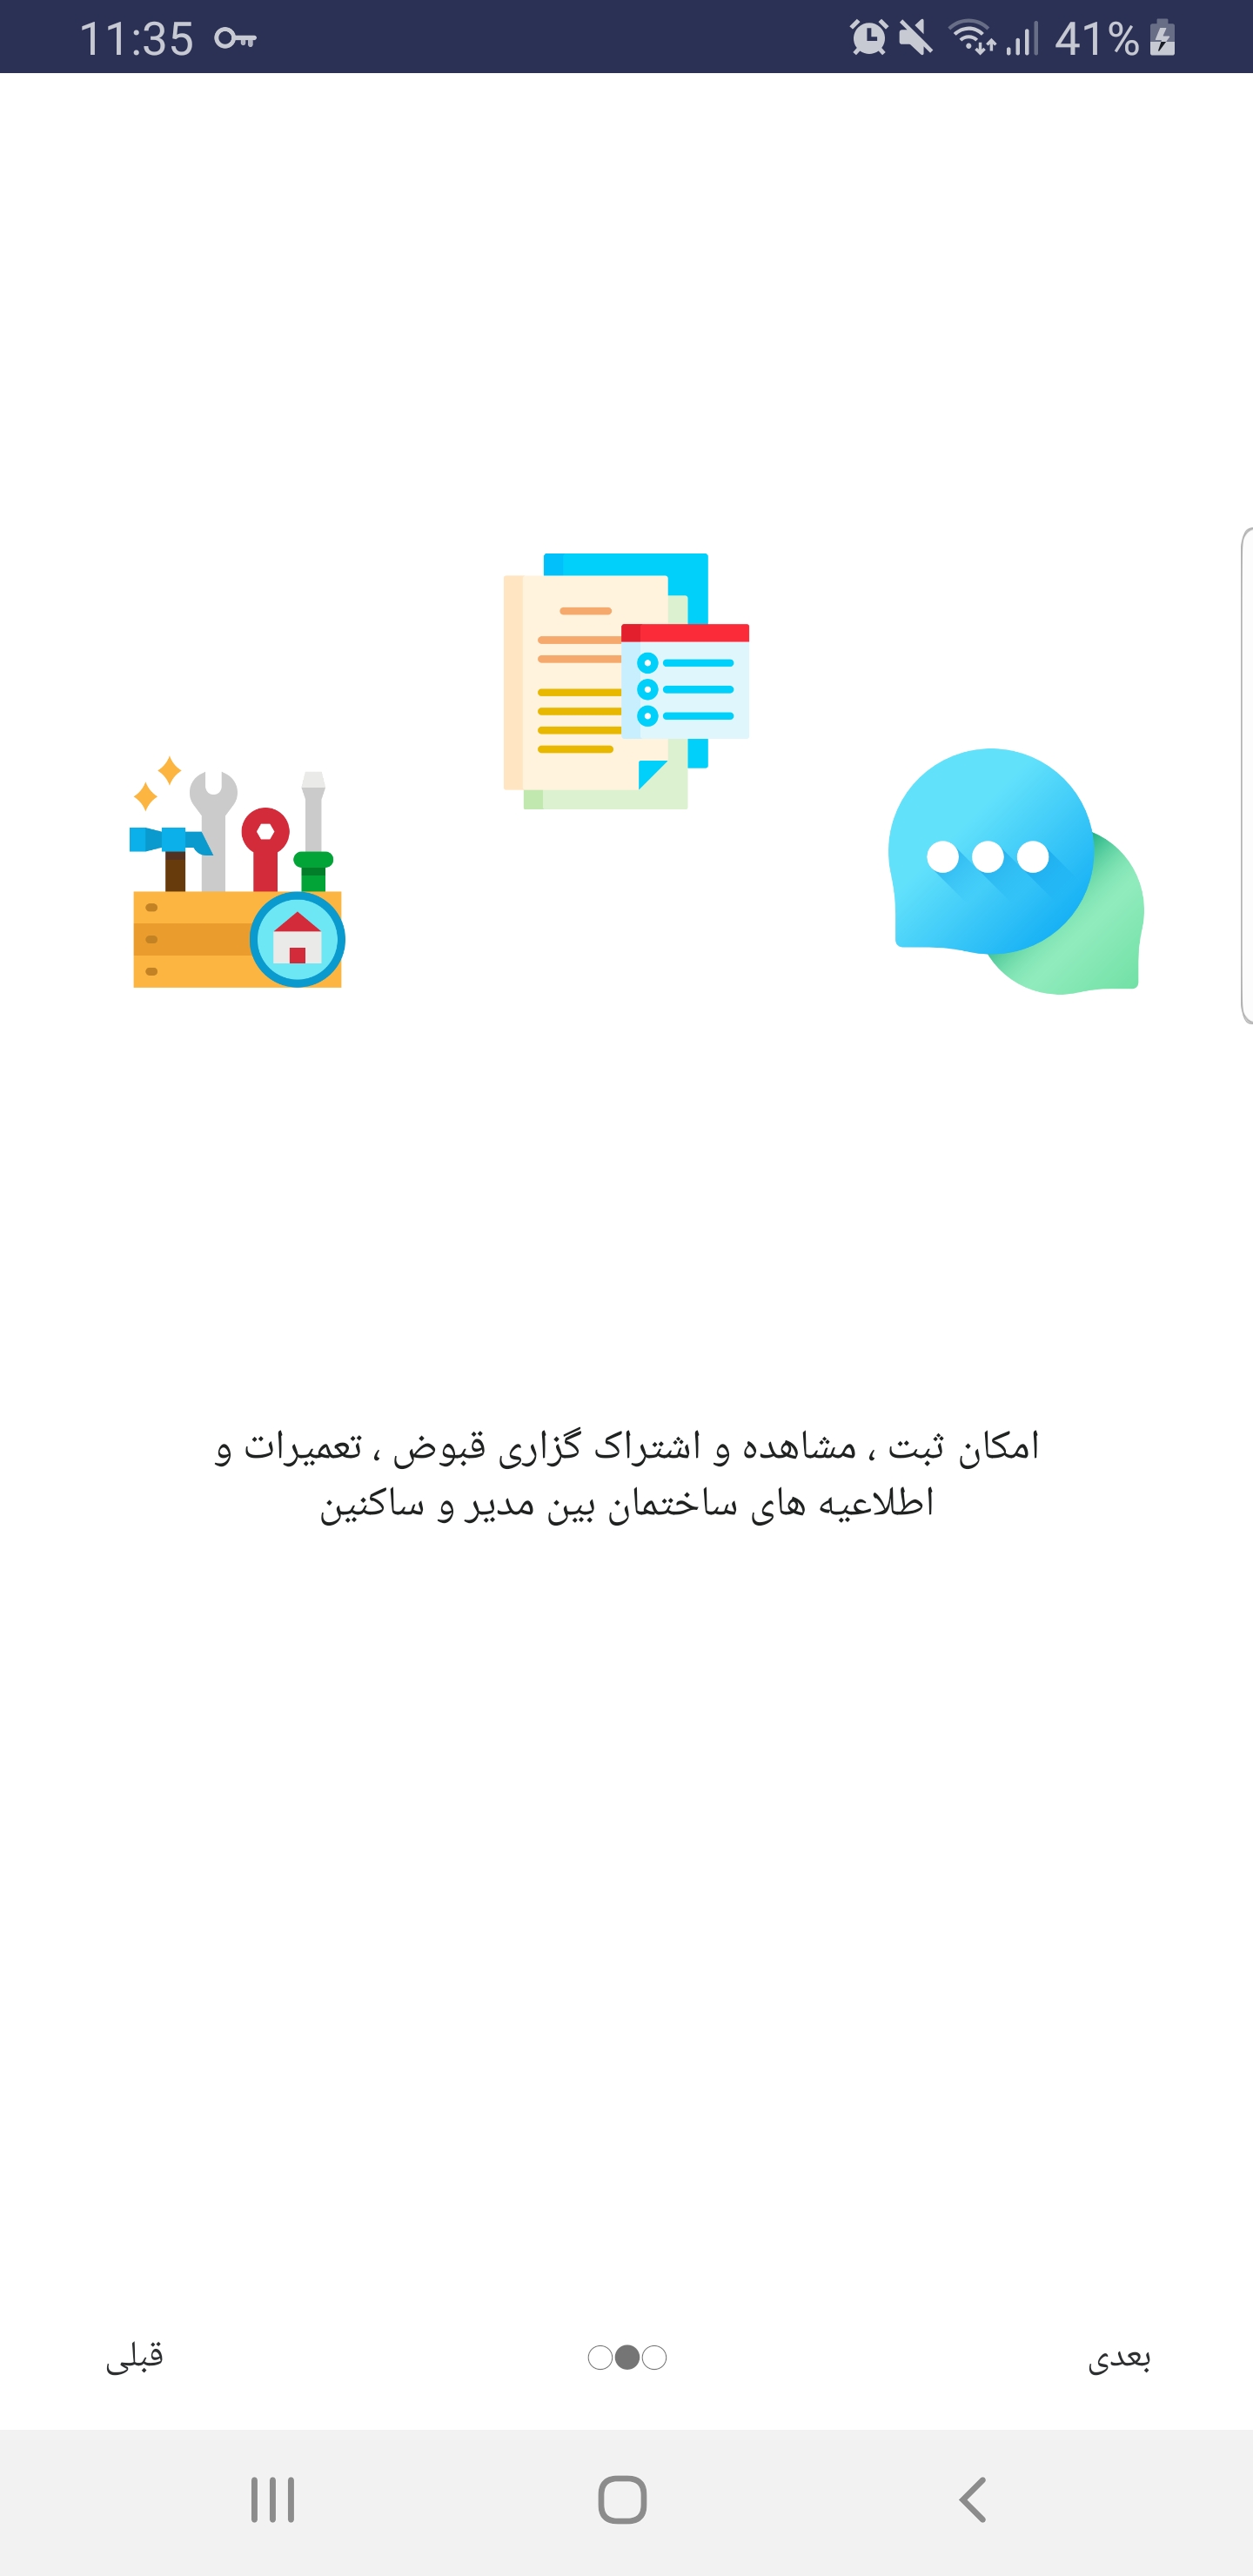 11:35
41%
امکان ثبت ، مشاهده و اشتراک گزاری قبوض ، تعمیرات و
اطلاعیه های ساختمان بین مدیر و ساکنین
بعدی
قبلی